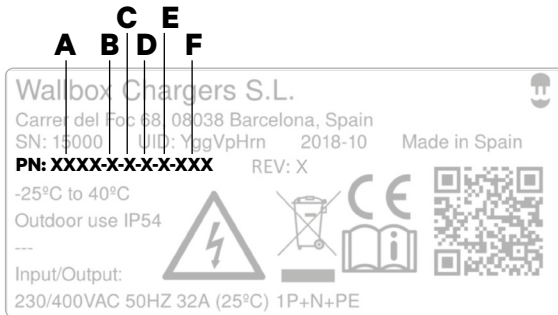 C E
A B D F
Wallbox Chargers S.L.
Carrer del Foc 68, 08038 Barcelona, Spain
SN: 15000 UID: YggVpHrn 2018-10 Made in Spain
PN: XXXX-X-X-X-X-XXX REV: X
-25ºC to 40ºC
Outdoor use IP54
---
Input/Output:
230/400VAC 50HZ 32A (25ºC) 1P+N+PE
CE